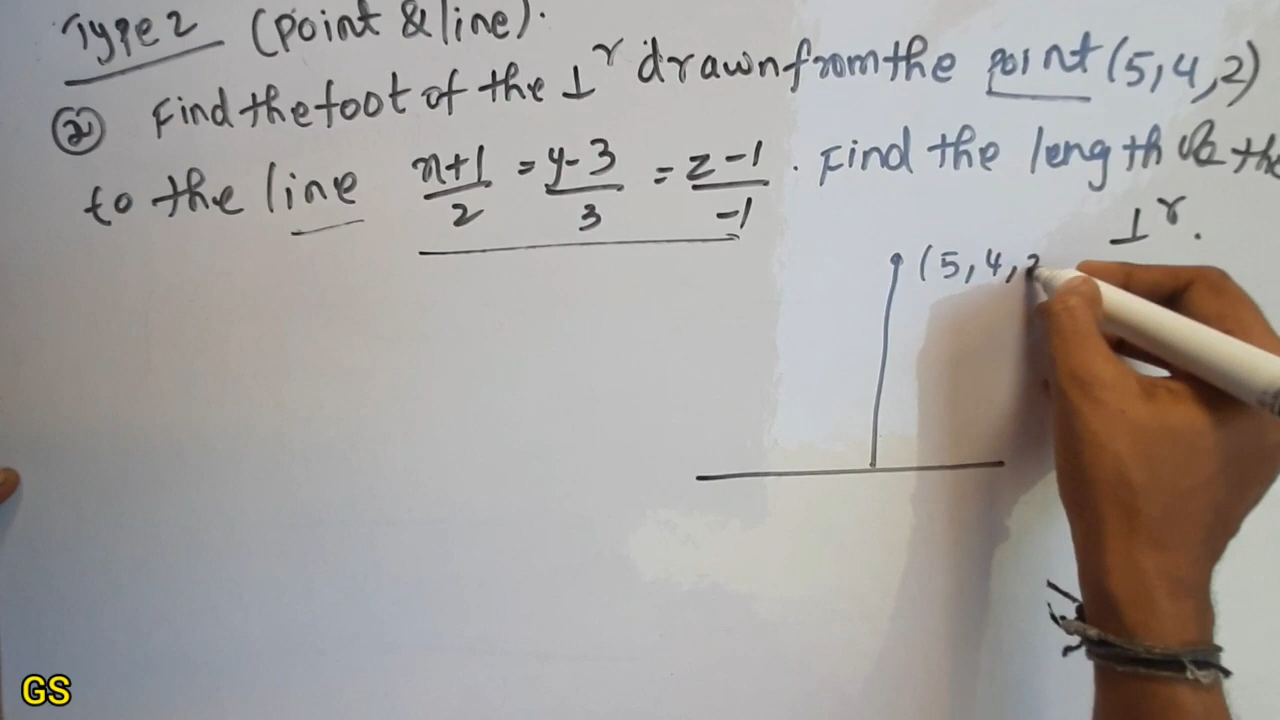 Type 2 (Point & line).
② Find the foot of the ⊥r drawn from the point (5,4,2)
to the line x+1/2 = y-3/3 = z-1/-1 . Find the length of the
⊥r.
(5,4,2
GS